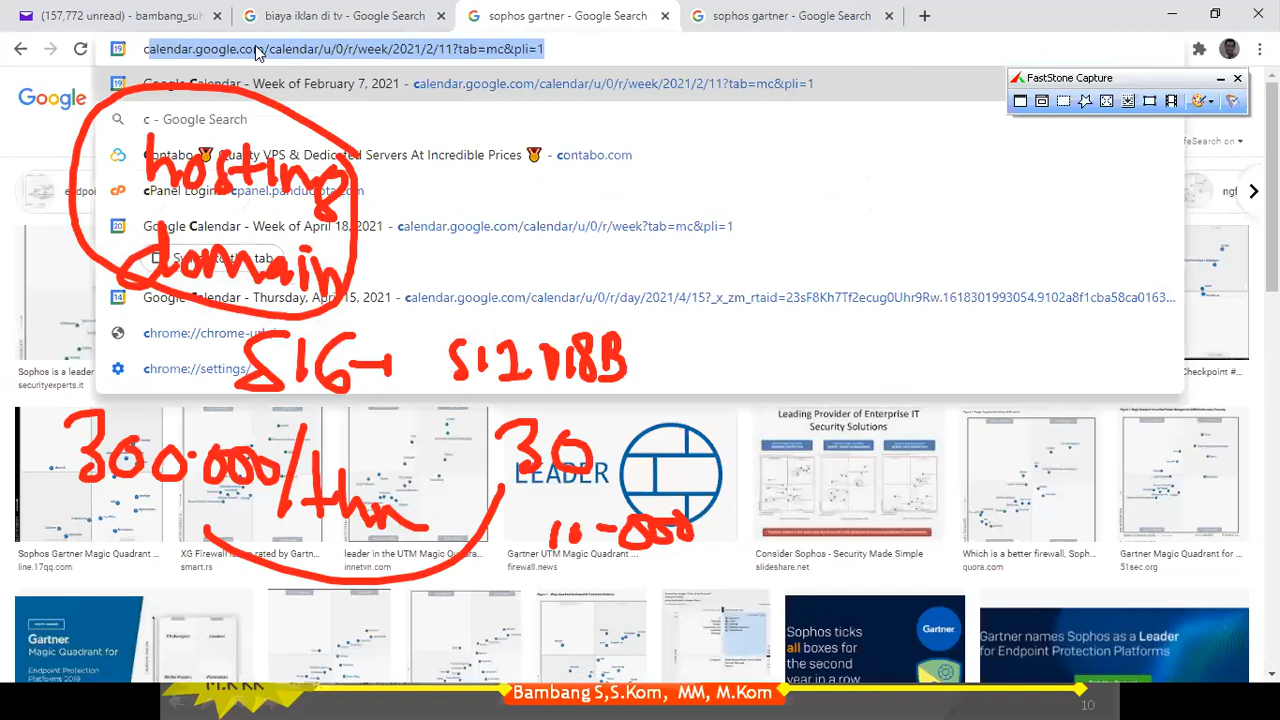 (157,772 unread) - bambang_sut
biaya iklan di tv - Google Search
sophos gartner - Google Search
sophos gartner - Google Search
calendar.google.com/calendar/u/0/r/week/2021/2/11?tab=mc&pli=1
Google Calendar - Week of February 7, 2021 - calendar.google.com/calendar/u/0/r/week/2021/2/11?tab=mc&pli=1
FastStone Capture
Google
c - Google Search
SafeSearch on
Contabo 🏅 Quality VPS & Dedicated Servers At Incredible Prices 🏅 - contabo.com
hosting
cPanel Login -
ngf
Google Calendar - Week of April 18, 2021 - calendar.google.com/calendar/u/0/r/week?tab=mc&pli=1
domain
Google Calendar - Thursday, April 15, 2021 - calendar.google.com/calendar/u/0/r/day/2021/4/15?_x_zm_rtaid=23sF8Kh7Tf2ecug0Uhr9Rw.1618301993054.9102a8f1cba58ca0163...
chrome://settings/
Sophos is a leader
Checkpoint #...
securityexperts.it
300 000/thn
30
LEADER
Leading Provider of Enterprise IT
Security Solutions
Sophos Gartner Magic Quadrant
line.17qq.com
XG Firewall is top rated by Gartn...
smart.rs
leader in the UTM Magic Quadra...
innetvn.com
Gartner UTM Magic Quadrant
firewall.news
Consider Sophos - Security Made Simple
slideshare.net
Which is a better firewall, Soph...
quora.com
Gartner Magic Quadrant for ...
51sec.org
Gartner
Magic Quadrant for
Endpoint Protection
Platforms 2019
Sophos ticks
all boxes for
the second
year in a row
Gartner
Gartner names Sophos as a Leader
for Endpoint Protection Platforms
Bambang S,S.Kom, MM, M.Kom
10